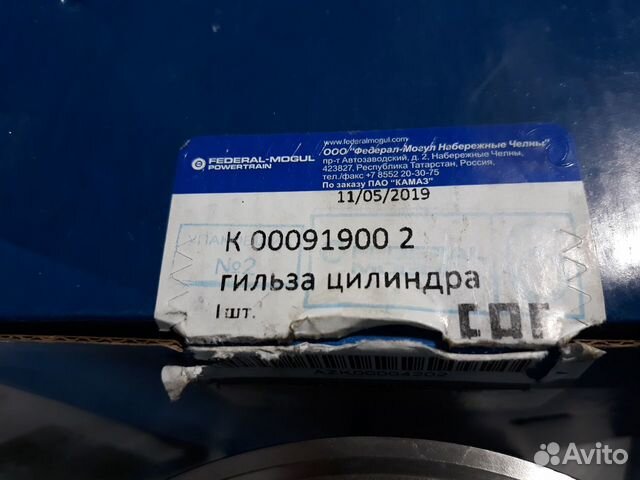 www.federalmogul.com
ООО "Федерал-Могул Набережные Челны"
FEDERAL-MOGUL
POWERTRAIN
пр-т Автозаводский, д. 2, Набережные Челны,
423827, Республика Татарстан, Россия,
тел./факс +7 8552 20-30-75
По заказу ПАО "КАМАЗ"
11/05/2019
К 00091900 2
№2
гильза цилиндра
1шт.
Avito